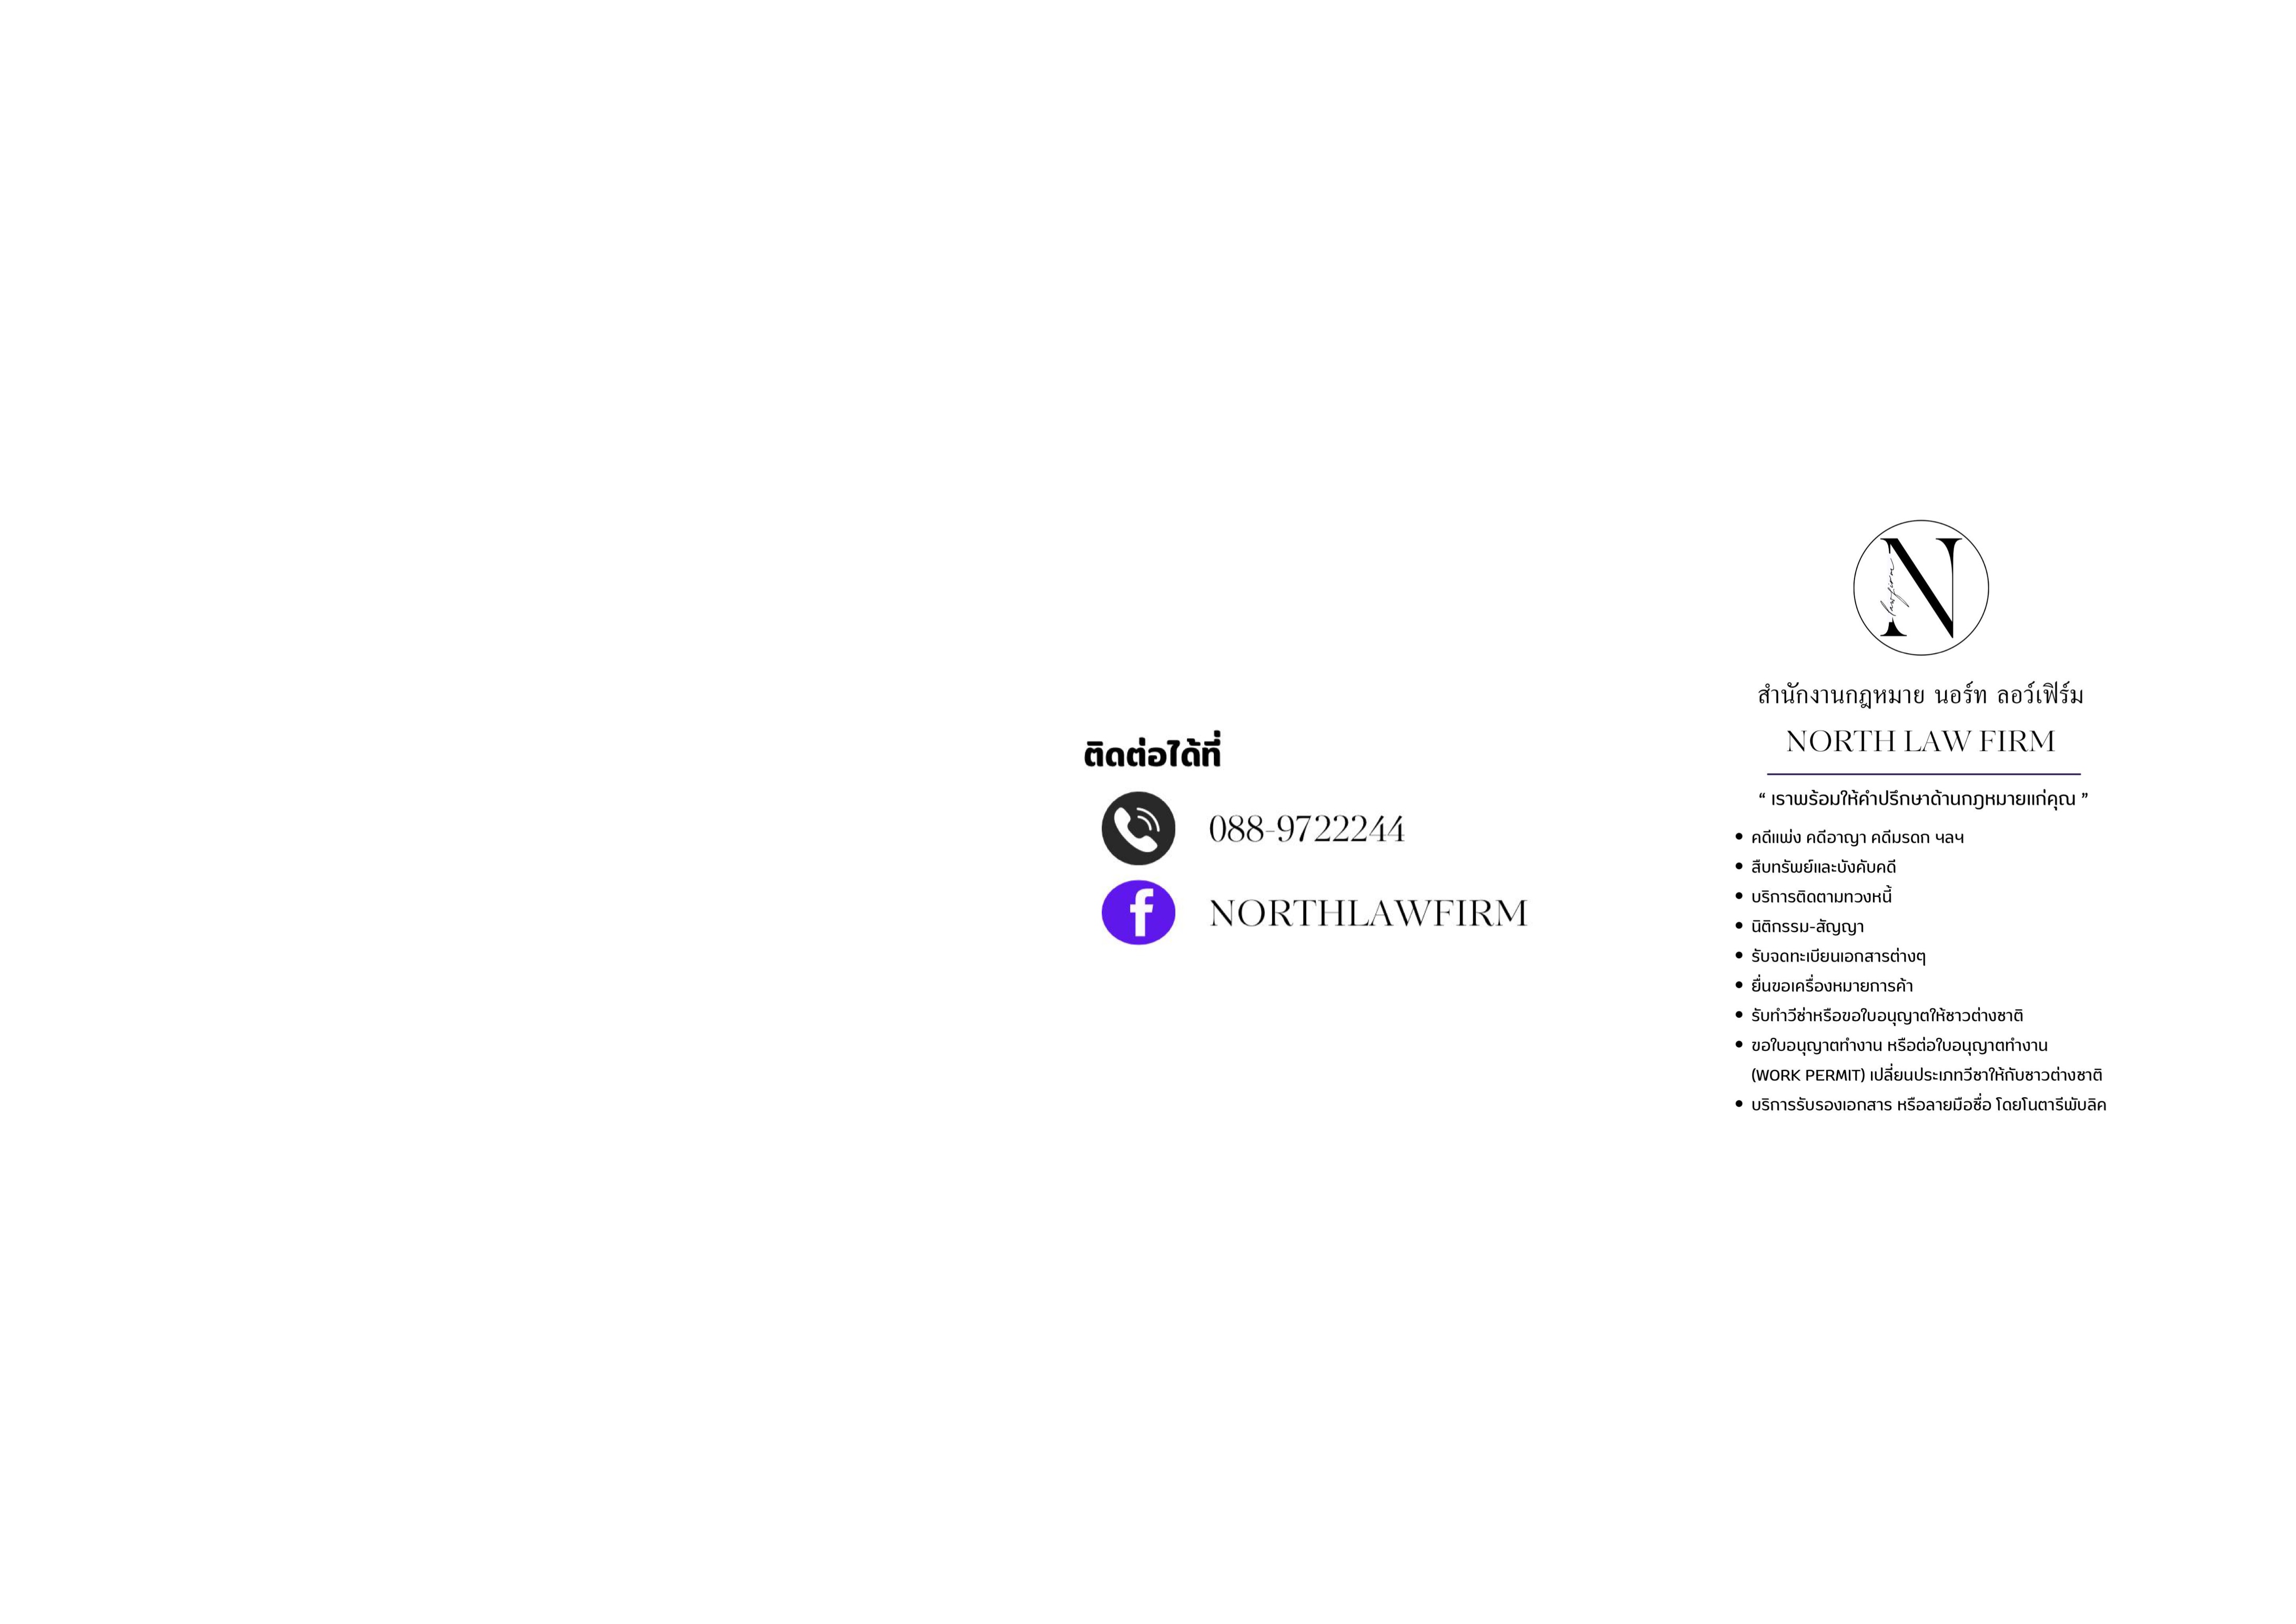 ติดต่อได้ที่
088-9722244
NORTHLAWFIRM
N
lawfirm
สำนักงานกฎหมาย นอร์ท ลอว์เฟิร์ม
NORTH LAW FIRM
“ เราพร้อมให้คำปรึกษาด้านกฎหมายแก่คุณ ”
• คดีแพ่ง คดีอาญา คดีมรดก ฯลฯ
• สืบทรัพย์และบังคับคดี
• บริการติดตามทวงหนี้
• นิติกรรม-สัญญา
• รับจดทะเบียนเอกสารต่างๆ
• ยื่นขอเครื่องหมายการค้า
• รับทำวีซ่าหรือขอใบอนุญาตให้ชาวต่างชาติ
• ขอใบอนุญาตทำงาน หรือต่อใบอนุญาตทำงาน
(WORK PERMIT) เปลี่ยนประเภทวีซาให้กับชาวต่างชาติ
• บริการรับรองเอกสาร หรือลายมือชื่อ โดยโนตารีพับลิค